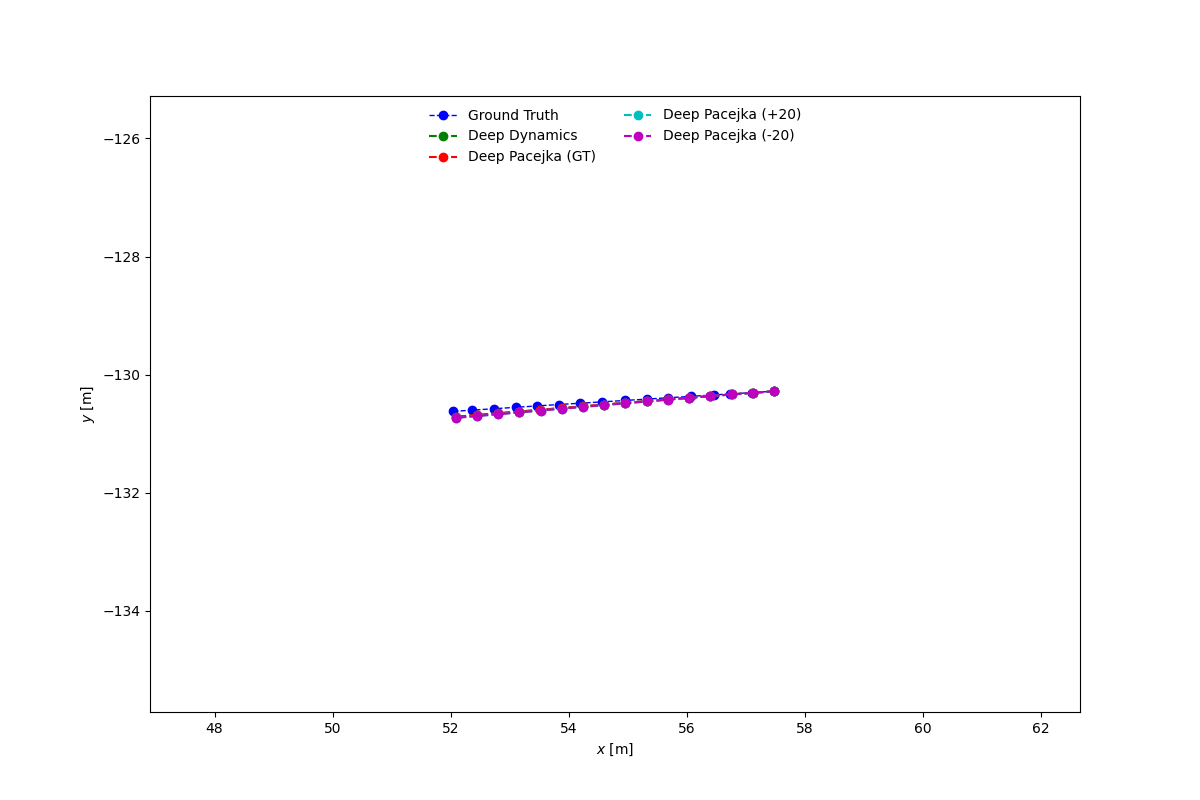 Ground Truth
Deep Dynamics
Deep Pacejka (GT)
Deep Pacejka (+20)
Deep Pacejka (-20)
−126
−128
−130
−132
−134
y [m]
48 50 52 54 56 58 60 62
x [m]